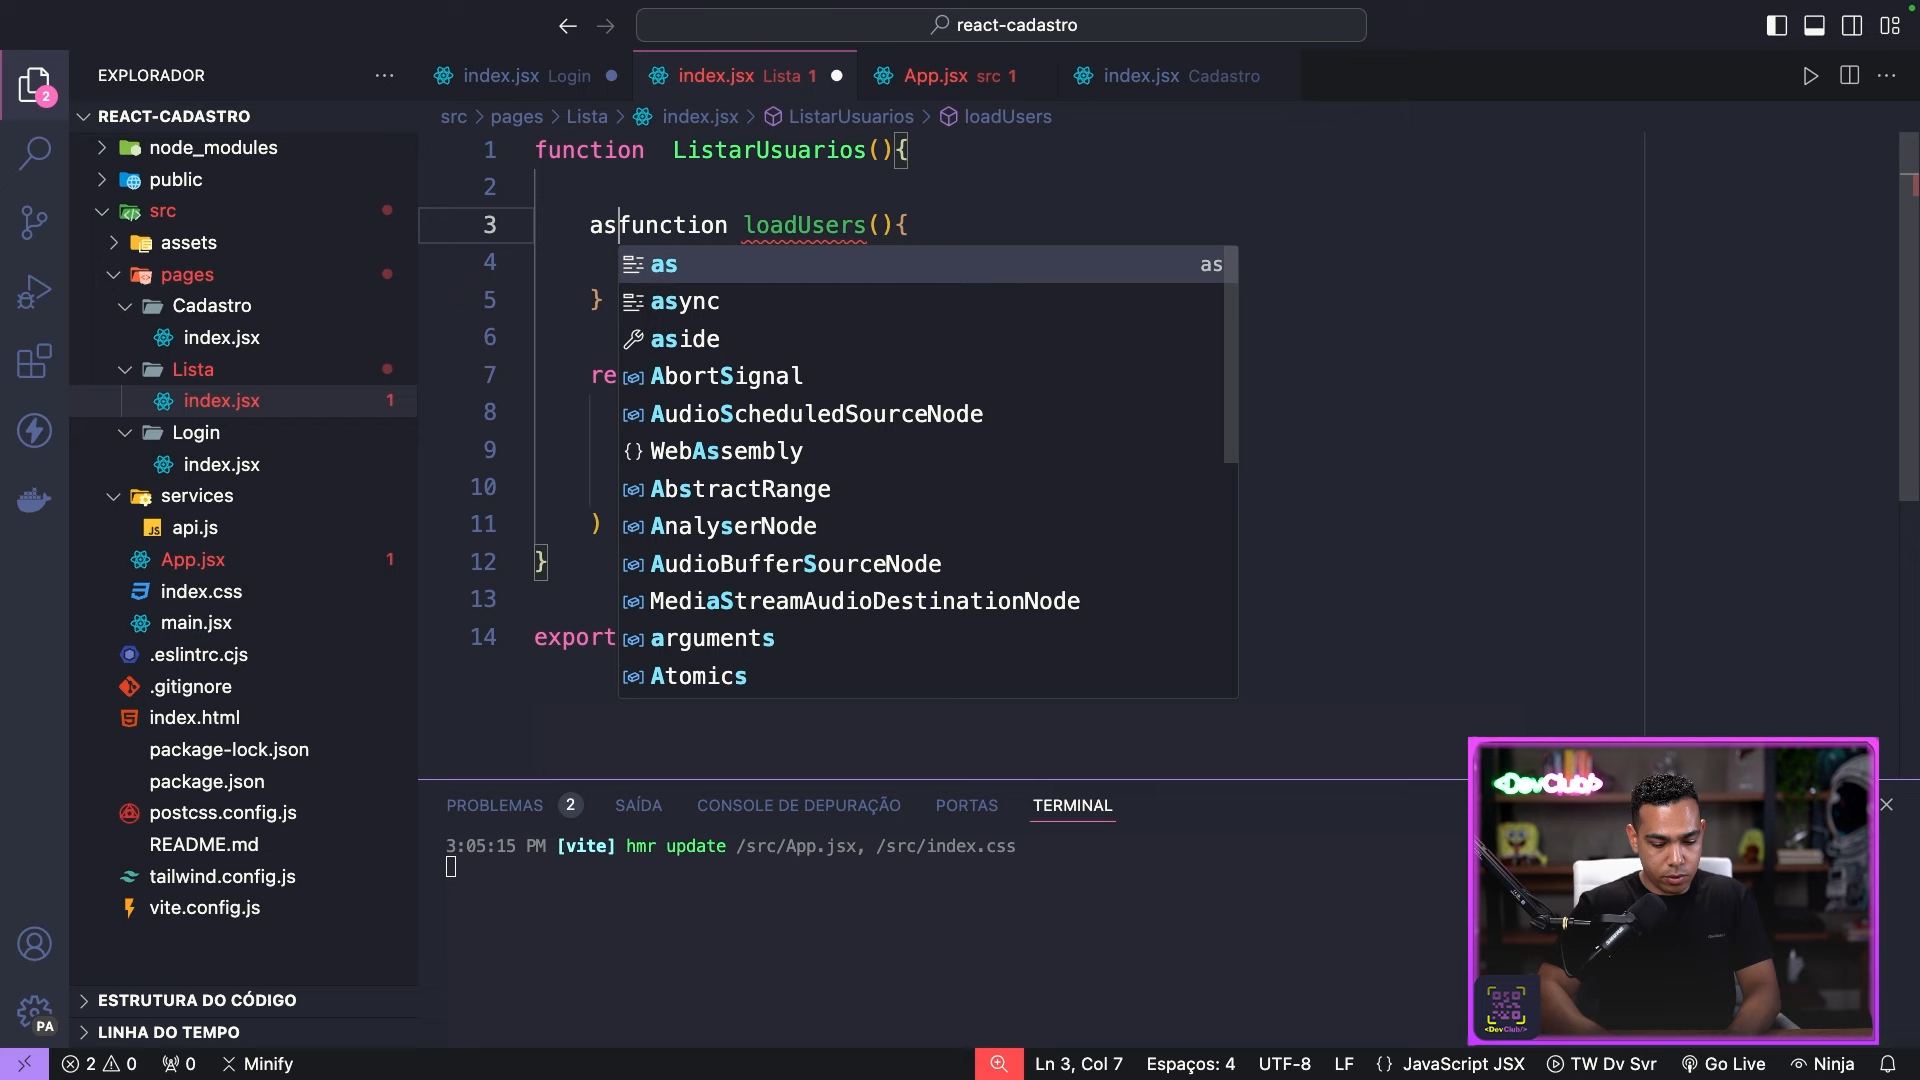 react-cadastro
EXPLORADOR
index.jsx Login
index.jsx Lista 1
App.jsx src 1
index.jsx Cadastro
2
REACT-CADASTRO
src > pages > Lista > index.jsx > ListarUsuarios > loadUsers
node_modules
public
src
assets
pages
Cadastro
index.jsx
Lista
index.jsx 1
Login
index.jsx
services
api.js
App.jsx 1
index.css
main.jsx
.eslintrc.cjs
.gitignore
index.html
package-lock.json
package.json
postcss.config.js
README.md
tailwind.config.js
vite.config.js
ESTRUTURA DO CÓDIGO
LINHA DO TEMPO
PA
1 function ListarUsuarios(){
2
3 asfunction loadUsers(){
4
5 }
6
7 re
8
9
10
11 )
12 }
13
14 export
as as
async
aside
AbortSignal
AudioScheduledSourceNode
WebAssembly
AbstractRange
AnalyserNode
AudioBufferSourceNode
MediaStreamAudioDestinationNode
arguments
Atomics
PROBLEMAS 2 SAÍDA CONSOLE DE DEPURAÇÃO PORTAS TERMINAL
3:05:15 PM [vite] hmr update /src/App.jsx, /src/index.css
<DevClub/>
<DevClub/>
2 0 0 Minify
Ln 3, Col 7 Espaços: 4 UTF-8 LF {} JavaScript JSX TW Dv Svr Go Live Ninja